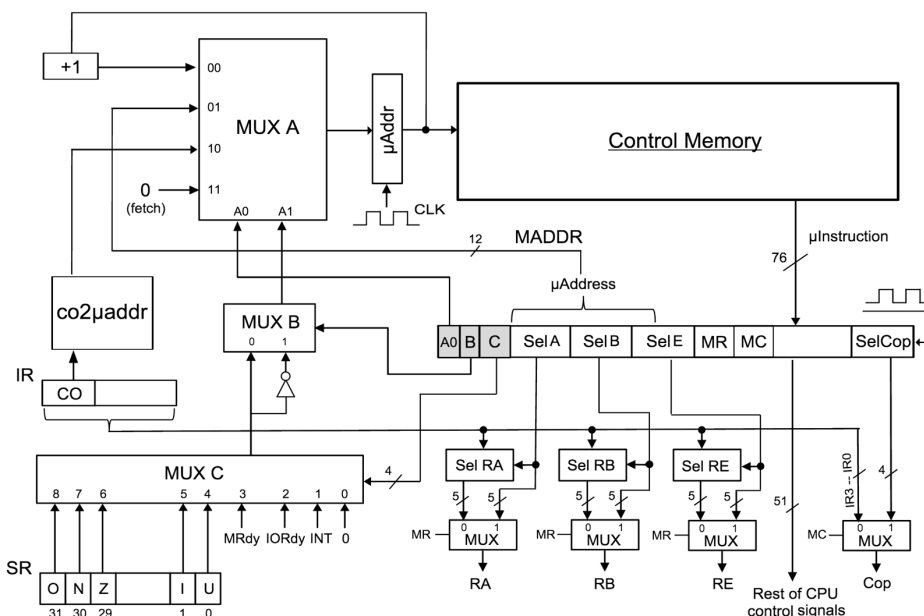 +1
00
01
10
11
MUX A
A0 A1
0
(fetch)
µAddr
CLK
Control Memory
12
MADDR
µInstruction
76
µAddress
co2µaddr
MUX B
0 1
A0 B C SelA SelB SelE MR MC SelCop
IR
CO
MUX C
8 7 6 5 4 3 2 1 0
4
MRdy IORdy INT 0
Sel RA Sel RB Sel RE
5 5 5 5 5 5
51
IR3 -- IR0
4
MR 0 1 MUX
MR 0 1 MUX
MR 0 1 MUX
MC 0 1 MUX
RA RB RE Cop
Rest of CPU
control signals
SR
O N Z I U
31 30 29 1 0